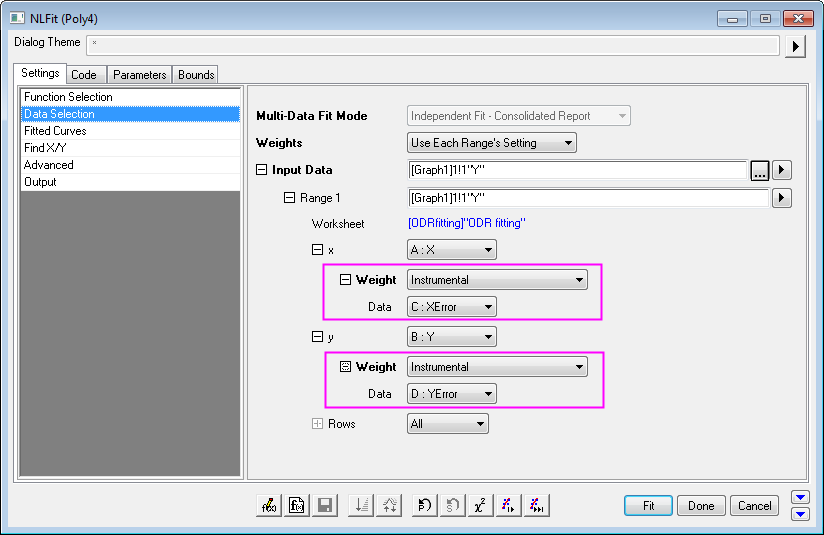 NLFit (Poly4)
Dialog Theme *
Settings Code Parameters Bounds
Function Selection
Data Selection
Fitted Curves
Find X/Y
Advanced
Output
Multi-Data Fit Mode Independent Fit - Consolidated Report
Weights Use Each Range's Setting
Input Data [Graph1]1!1"Y" ...
Range 1 [Graph1]1!1"Y"
Worksheet [ODRfitting]"ODR fitting"
x A : X
Weight Instrumental
Data C : XError
y B : Y
Weight Instrumental
Data D : YError
Rows All
Fit Done Cancel